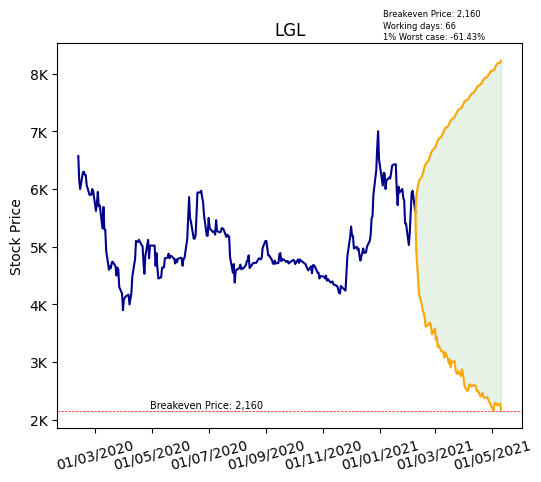 Breakeven Price: 2,160
Working days: 66
1% Worst case: -61.43%
LGL
8K
7K
6K
5K
4K
3K
2K
Stock Price
Breakeven Price: 2,160
01/03/2020
01/05/2020
01/07/2020
01/09/2020
01/11/2020
01/01/2021
01/03/2021
01/05/2021